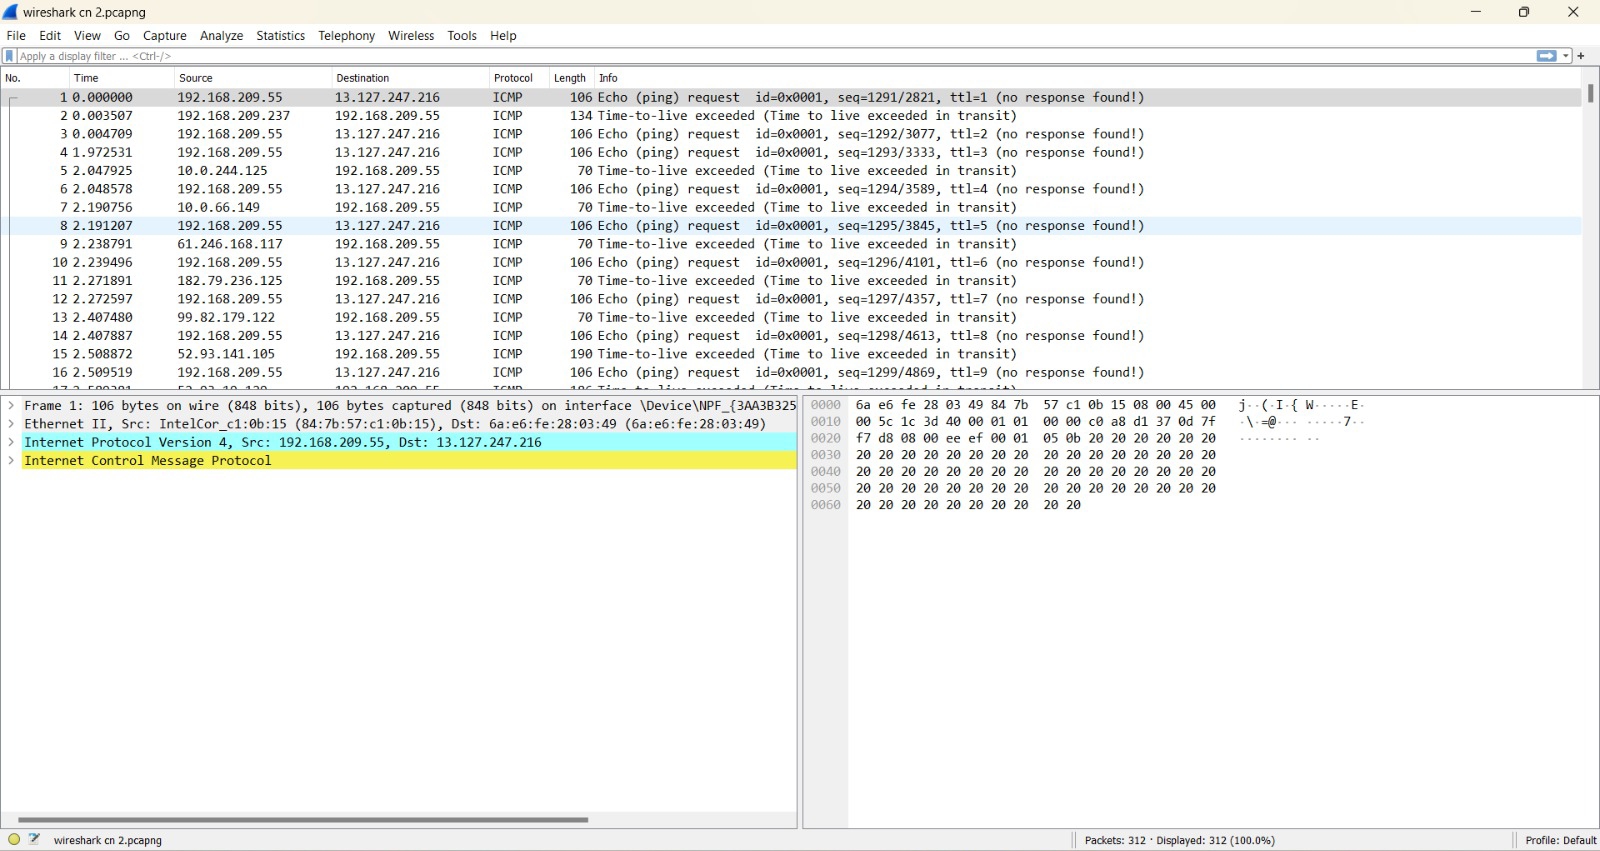 wireshark cn 2.pcapng
File Edit View Go Capture Analyze Statistics Telephony Wireless Tools Help
Apply a display filter ... <Ctrl-/>
No. Time Source Destination Protocol Length Info
1 0.000000 192.168.209.55 13.127.247.216 ICMP 106 Echo (ping) request id=0x0001, seq=1291/2821, ttl=1 (no response found!)
2 0.003507 192.168.209.237 192.168.209.55 ICMP 134 Time-to-live exceeded (Time to live exceeded in transit)
3 0.004709 192.168.209.55 13.127.247.216 ICMP 106 Echo (ping) request id=0x0001, seq=1292/3077, ttl=2 (no response found!)
4 1.972531 192.168.209.55 13.127.247.216 ICMP 106 Echo (ping) request id=0x0001, seq=1293/3333, ttl=3 (no response found!)
5 2.047925 10.0.244.125 192.168.209.55 ICMP 70 Time-to-live exceeded (Time to live exceeded in transit)
6 2.048578 192.168.209.55 13.127.247.216 ICMP 106 Echo (ping) request id=0x0001, seq=1294/3589, ttl=4 (no response found!)
7 2.190756 10.0.66.149 192.168.209.55 ICMP 70 Time-to-live exceeded (Time to live exceeded in transit)
8 2.191207 192.168.209.55 13.127.247.216 ICMP 106 Echo (ping) request id=0x0001, seq=1295/3845, ttl=5 (no response found!)
9 2.238791 61.246.168.117 192.168.209.55 ICMP 70 Time-to-live exceeded (Time to live exceeded in transit)
10 2.239496 192.168.209.55 13.127.247.216 ICMP 106 Echo (ping) request id=0x0001, seq=1296/4101, ttl=6 (no response found!)
11 2.271891 182.79.236.125 192.168.209.55 ICMP 70 Time-to-live exceeded (Time to live exceeded in transit)
12 2.272597 192.168.209.55 13.127.247.216 ICMP 106 Echo (ping) request id=0x0001, seq=1297/4357, ttl=7 (no response found!)
13 2.407480 99.82.179.122 192.168.209.55 ICMP 70 Time-to-live exceeded (Time to live exceeded in transit)
14 2.407887 192.168.209.55 13.127.247.216 ICMP 106 Echo (ping) request id=0x0001, seq=1298/4613, ttl=8 (no response found!)
15 2.508872 52.93.141.105 192.168.209.55 ICMP 190 Time-to-live exceeded (Time to live exceeded in transit)
16 2.509519 192.168.209.55 13.127.247.216 ICMP 106 Echo (ping) request id=0x0001, seq=1299/4869, ttl=9 (no response found!)
Frame 1: 106 bytes on wire (848 bits), 106 bytes captured (848 bits) on interface \Device\NPF_{3AA3B325
Ethernet II, Src: IntelCor_c1:0b:15 (84:7b:57:c1:0b:15), Dst: 6a:e6:fe:28:03:49 (6a:e6:fe:28:03:49)
Internet Protocol Version 4, Src: 192.168.209.55, Dst: 13.127.247.216
Internet Control Message Protocol
0000 6a e6 fe 28 03 49 84 7b 57 c1 0b 15 08 00 45 00 j··(·I·{ W·····E·
0010 00 5c 1c 3d 40 00 01 01 00 00 c0 a8 d1 37 0d 7f ·\·=@··· ·····7··
0020 f7 d8 08 00 ee ef 00 01 05 0b 20 20 20 20 20 20 ········ ··
0030 20 20 20 20 20 20 20 20 20 20 20 20 20 20 20 20
0040 20 20 20 20 20 20 20 20 20 20 20 20 20 20 20 20
0050 20 20 20 20 20 20 20 20 20 20 20 20 20 20 20 20
0060 20 20 20 20 20 20 20 20 20 20
wireshark cn 2.pcapng Packets: 312 · Displayed: 312 (100.0%) Profile: Default